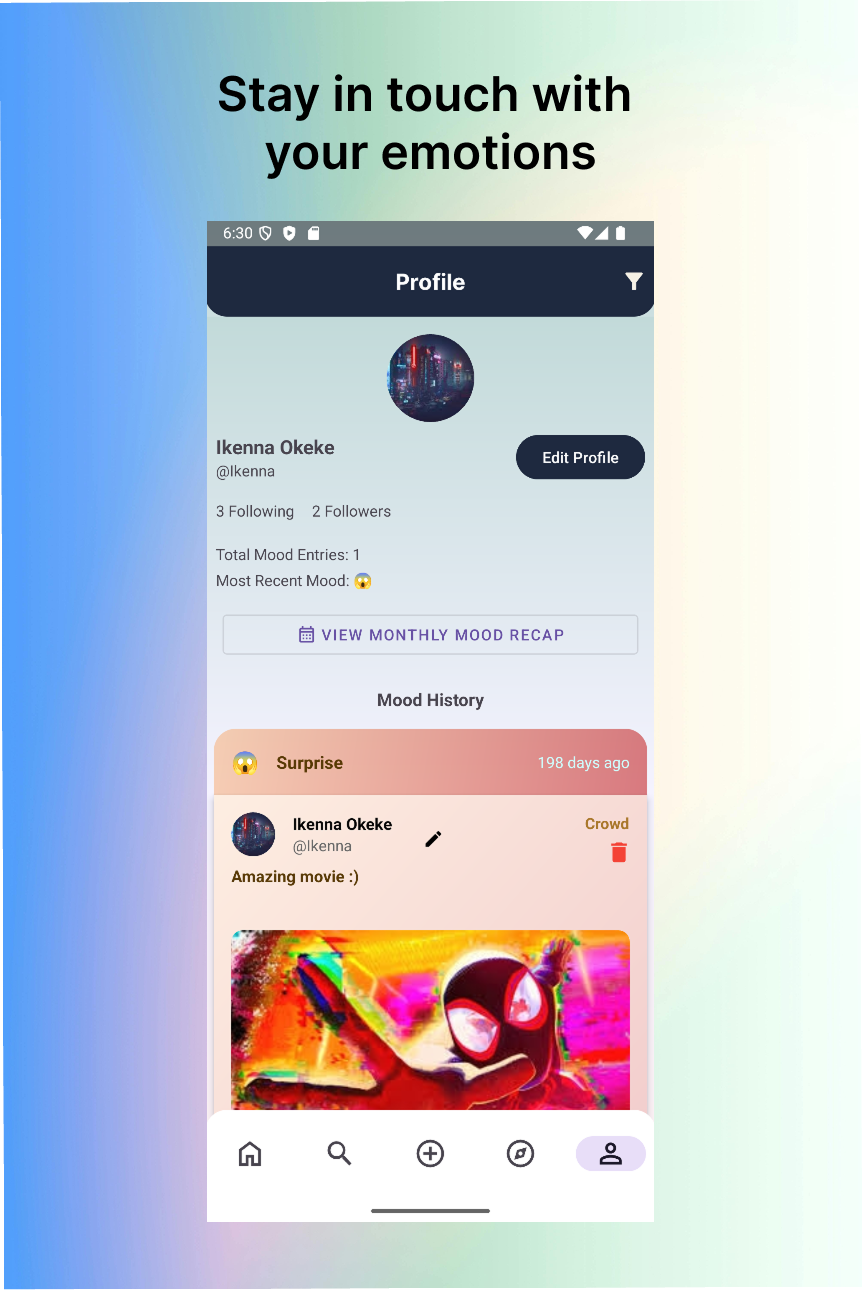 Stay in touch with
your emotions
6:30
Profile
Ikenna Okeke
@Ikenna
Edit Profile
3 Following 2 Followers
Total Mood Entries: 1
Most Recent Mood: 😱
VIEW MONTHLY MOOD RECAP
Mood History
😱 Surprise 198 days ago
Ikenna Okeke
@Ikenna
Crowd
Amazing movie :)